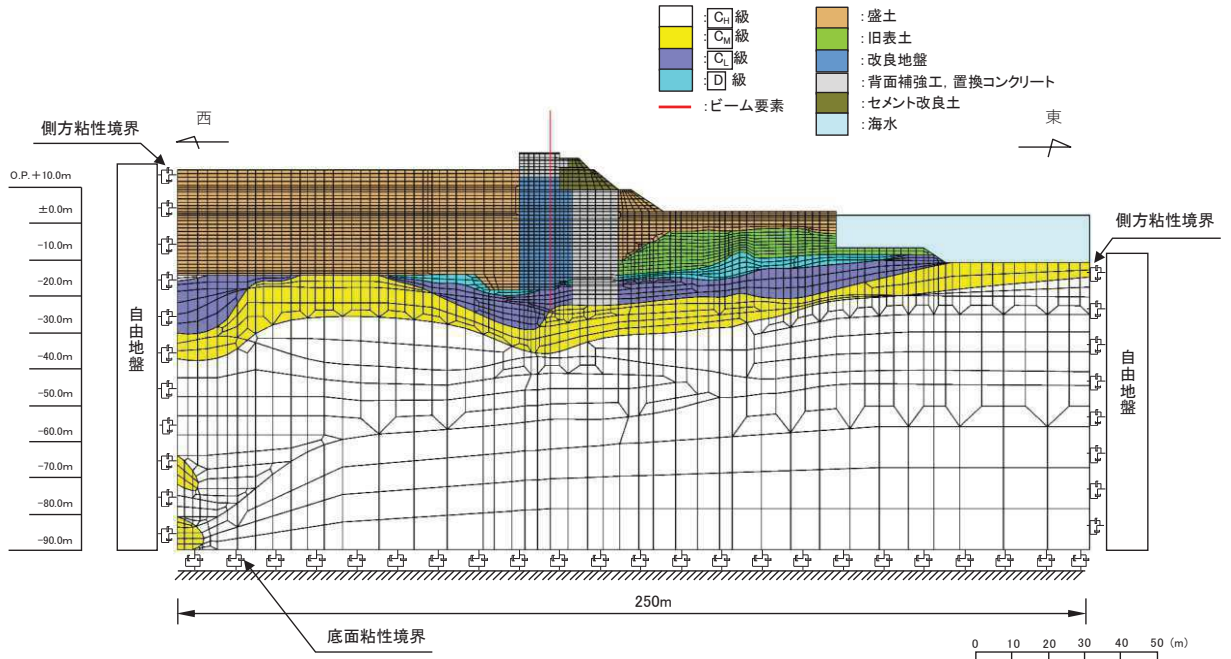 :CH級
:CM級
:CL級
:D 級
:ビーム要素
:盛土
:旧表土
:改良地盤
:背面補強工, 置換コンクリート
:セメント改良土
:海水
西
東
側方粘性境界
側方粘性境界
O.P.+10.0m
±0.0m
-10.0m
-20.0m
-30.0m
-40.0m
-50.0m
-60.0m
-70.0m
-80.0m
-90.0m
自由地盤
自由地盤
250m
底面粘性境界
0 10 20 30 40 50 (m)